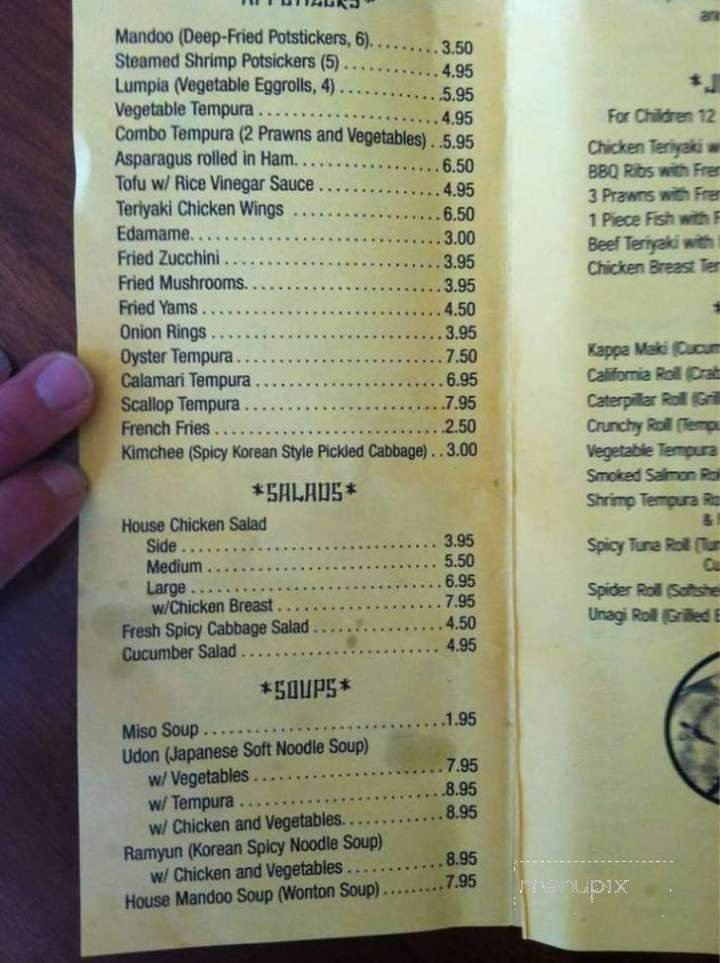 APPETIZERS*
Mandoo (Deep-Fried Potstickers, 6). . . . . . . . . 3.50
Steamed Shrimp Potsickers (5) . . . . . . . . . . . . 4.95
Lumpia (Vegetable Eggrolls, 4) . . . . . . . . . . . . .5.95
Vegetable Tempura . . . . . . . . . . . . . . . . . . . . . 4.95
Combo Tempura (2 Prawns and Vegetables) . .5.95
Asparagus rolled in Ham. . . . . . . . . . . . . . . . . 6.50
Tofu w/ Rice Vinegar Sauce . . . . . . . . . . . . . . . 4.95
Teriyaki Chicken Wings . . . . . . . . . . . . . . . . . . 6.50
Edamame. . . . . . . . . . . . . . . . . . . . . . . . . . . . 3.00
Fried Zucchini . . . . . . . . . . . . . . . . . . . . . . . . . 3.95
Fried Mushrooms. . . . . . . . . . . . . . . . . . . . . . 3.95
Fried Yams . . . . . . . . . . . . . . . . . . . . . . . . . . . 4.50
Onion Rings . . . . . . . . . . . . . . . . . . . . . . . . . . 3.95
Oyster Tempura . . . . . . . . . . . . . . . . . . . . . . . 7.50
Calamari Tempura . . . . . . . . . . . . . . . . . . . . . 6.95
Scallop Tempura . . . . . . . . . . . . . . . . . . . . . . .7.95
French Fries . . . . . . . . . . . . . . . . . . . . . . . . . .2.50
Kimchee (Spicy Korean Style Pickled Cabbage) . . 3.00
*SALADS*
House Chicken Salad
Side . . . . . . . . . . . . . . . . . . . . . . . . . . . . . 3.95
Medium . . . . . . . . . . . . . . . . . . . . . . . . . . 5.50
Large . . . . . . . . . . . . . . . . . . . . . . . . . . . . 6.95
w/Chicken Breast . . . . . . . . . . . . . . . . . . . 7.95
Fresh Spicy Cabbage Salad . . . . . . . . . . . . . . . 4.50
Cucumber Salad . . . . . . . . . . . . . . . . . . . . . . . 4.95
*SOUPS*
Miso Soup . . . . . . . . . . . . . . . . . . . . . . . . . . . .1.95
Udon (Japanese Soft Noodle Soup)
w/ Vegetables . . . . . . . . . . . . . . . . . . . . . . 7.95
w/ Tempura . . . . . . . . . . . . . . . . . . . . . . . .8.95
w/ Chicken and Vegetables. . . . . . . . . . . . 8.95
Ramyun (Korean Spicy Noodle Soup)
w/ Chicken and Vegetables . . . . . . . . . . . . 8.95
House Mandoo Soup (Wonton Soup) . . . . . . . . .7.95
For Children 12
Chicken Teriyaki
BBQ Ribs with
3 Prawns with
1 Piece Fish with
Beef Teriyaki with
Chicken Breast
Kappa Maki
California Roll
Caterpillar Roll
Crunchy Roll
Vegetable Tempura
Smoked Salmon
Shrimp Tempura
&
Spicy Tuna Roll
Spider Roll
Unagi Roll (Grilled
menupix